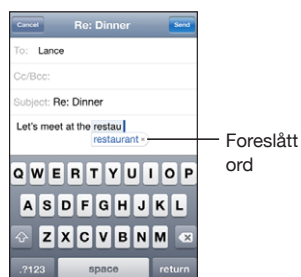 Cancel Re: Dinner Send
To: Lance
Cc/Bcc:
Subject: Re: Dinner
Let's meet at the restau
restaurant ×
Foreslått
ord
Q W E R T Y U I O P
A S D F G H J K L
Z X C V B N M
.?123 space return